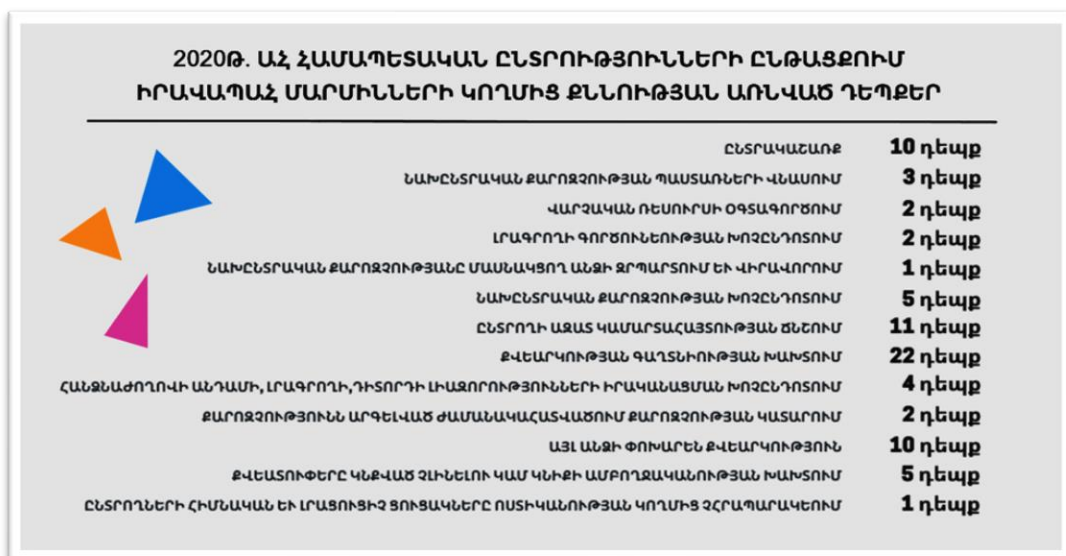 2020Թ. ԱՀ ՀԱՄԱՊԵՏԱԿԱՆ ԸՆՏՐՈՒԹՅՈՒՆՆԵՐԻ ԸՆԹԱՑՔՈՒՄ
ԻՐԱՎԱՊԱՀ ՄԱՐՄԻՆՆԵՐԻ ԿՈՂՄԻՑ ՔՆՆՈՒԹՅԱՆ ԱՌՆՎԱԾ ԴԵՊՔԵՐ
ԸՆՏՐԱԿԱՇԱՌՔ 10 դեպք
ՆԱԽԸՆՏՐԱԿԱՆ ՔԱՐՈԶՉՈՒԹՅԱՆ ՊԱՍՏԱՌՆԵՐԻ ՎՆԱՍՈՒՄ 3 դեպք
ՎԱՐՉԱԿԱՆ ՌԵՍՈՒՐՍԻ ՕԳՏԱԳՈՐԾՈՒՄ 2 դեպք
ԼՐԱԳՐՈՂԻ ԳՈՐԾՈՒՆԵՈՒԹՅԱՆ ԽՈՉԸՆԴՈՏՈՒՄ 2 դեպք
ՆԱԽԸՆՏՐԱԿԱՆ ՔԱՐՈԶՉՈՒԹՅԱՆԸ ՄԱՍՆԱԿՑՈՂ ԱՆՁԻ ԶՐՊԱՐՏՈՒՄ ԵՒ ՎԻՐԱՎՈՐՈՒՄ 1 դեպք
ՆԱԽԸՆՏՐԱԿԱՆ ՔԱՐՈԶՉՈՒԹՅԱՆ ԽՈՉԸՆԴՈՏՈՒՄ 5 դեպք
ԸՆՏՐՈՂԻ ԱԶԱՏ ԿԱՄԱՐՏԱՀԱՅՏՈՒԹՅԱՆ ՃՆՇՈՒՄ 11 դեպք
ՔՎԵԱՐԿՈՒԹՅԱՆ ԳԱՂՏՆԻՈՒԹՅԱՆ ԽԱԽՏՈՒՄ 22 դեպք
ՀԱՆՁՆԱԺՈՂՈՎԻ ԱՆԴԱՄԻ, ԼՐԱԳՐՈՂԻ,ԴԻՏՈՐԴԻ ԼԻԱԶՈՐՈՒԹՅՈՒՆՆԵՐԻ ԻՐԱԿԱՆԱՑՄԱՆ ԽՈՉԸՆԴՈՏՈՒՄ 4 դեպք
ՔԱՐՈԶՉՈՒԹՅՈՒՆՆ ԱՐԳԵԼՎԱԾ ԺԱՄԱՆԱԿԱՀԱՏՎԱԾՈՒՄ ՔԱՐՈԶՉՈՒԹՅԱՆ ԿԱՏԱՐՈՒՄ 2 դեպք
ԱՅԼ ԱՆՁԻ ՓՈԽԱՐԵՆ ՔՎԵԱՐԿՈՒԹՅՈՒՆ 10 դեպք
ՔՎԵԱՏՈՒՓԵՐԸ ԿՆՔՎԱԾ ՉԼԻՆԵԼՈՒ ԿԱՄ ԿՆԻՔԻ ԱՄԲՈՂՋԱԿԱՆՈՒԹՅԱՆ ԽԱԽՏՈՒՄ 5 դեպք
ԸՆՏՐՈՂՆԵՐԻ ՀԻՄՆԱԿԱՆ ԵՒ ԼՐԱՑՈՒՑԻՉ ՑՈՒՑԱԿՆԵՐԸ ՈՍՏԻԿԱՆՈՒԹՅԱՆ ԿՈՂՄԻՑ ՉՀՐԱՊԱՐԱԿԵՈՒՄ 1 դեպք